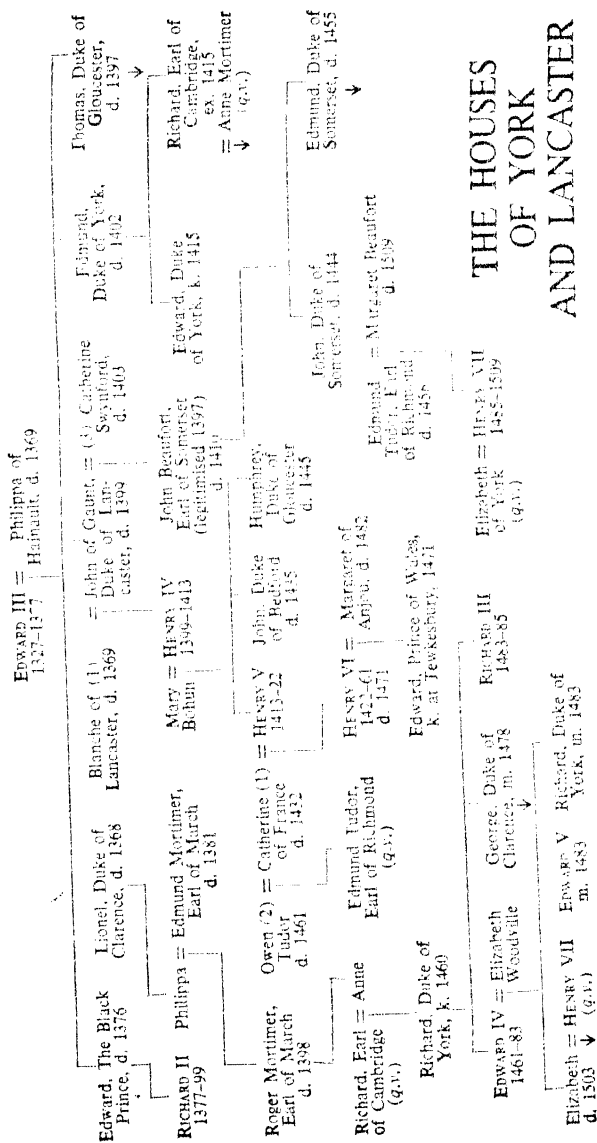 EDWARD III = Philippa of
1327–1377 Hainault, d. 1369
Edward, The Black
Prince, d. 1376
Lionel, Duke of
Clarence, d. 1368
Blanche of (1)
Lancaster, d. 1369
= John of Gaunt,
Duke of Lan-
caster, d. 1399
= (3) Catherine
Swynford,
d. 1403
Edmund,
Duke of York,
d. 1402
Thomas, Duke of
Gloucester,
d. 1397
RICHARD II
1377–99
Philippa = Edmund Mortimer,
Earl of March
d. 1381
Mary = HENRY IV
Bohun 1399–1413
John Beaufort,
Earl of Somerset
(legitimised 1397)
d. 1410
Edward, Duke
of York, k. 1415
Richard, Earl of
Cambridge,
ex. 1415
= Anne Mortimer
(q.v.)
Roger Mortimer,
Earl of March
d. 1398
Owen (2) = Catherine (1) = HENRY V
Tudor of France 1413–22
d. 1461 d. 1432
John, Duke
of Bedford
d. 1435
Humphrey,
Duke of
Gloucester
d. 1445
John, Duke of
Somerset, d. 1444
Edmund, Duke of
Somerset, d. 1455
Richard, Earl = Anne
of Cambridge
(q.v.)
Edmund Tudor,
Earl of Richmond
(q.v.)
HENRY VI = Margaret of
1422–61 Anjou, d. 1482
d. 1471
Edmund = Margaret Beaufort
Tudor, Earl d. 1509
of Richmond
d. 1456
Richard, Duke of
York, k. 1460
Edward, Prince of Wales,
k. at Tewkesbury, 1471
EDWARD IV = Elizabeth
1461–83 Woodville
George, Duke of
Clarence, m. 1478
RICHARD III
1483–85
Elizabeth = HENRY VII
of York 1455–1509
(q.v.)
Elizabeth = HENRY VII
d. 1503 (q.v.)
EDWARD V
m. 1483
Richard, Duke of
York, m. 1483
THE HOUSES
OF YORK
AND LANCASTER